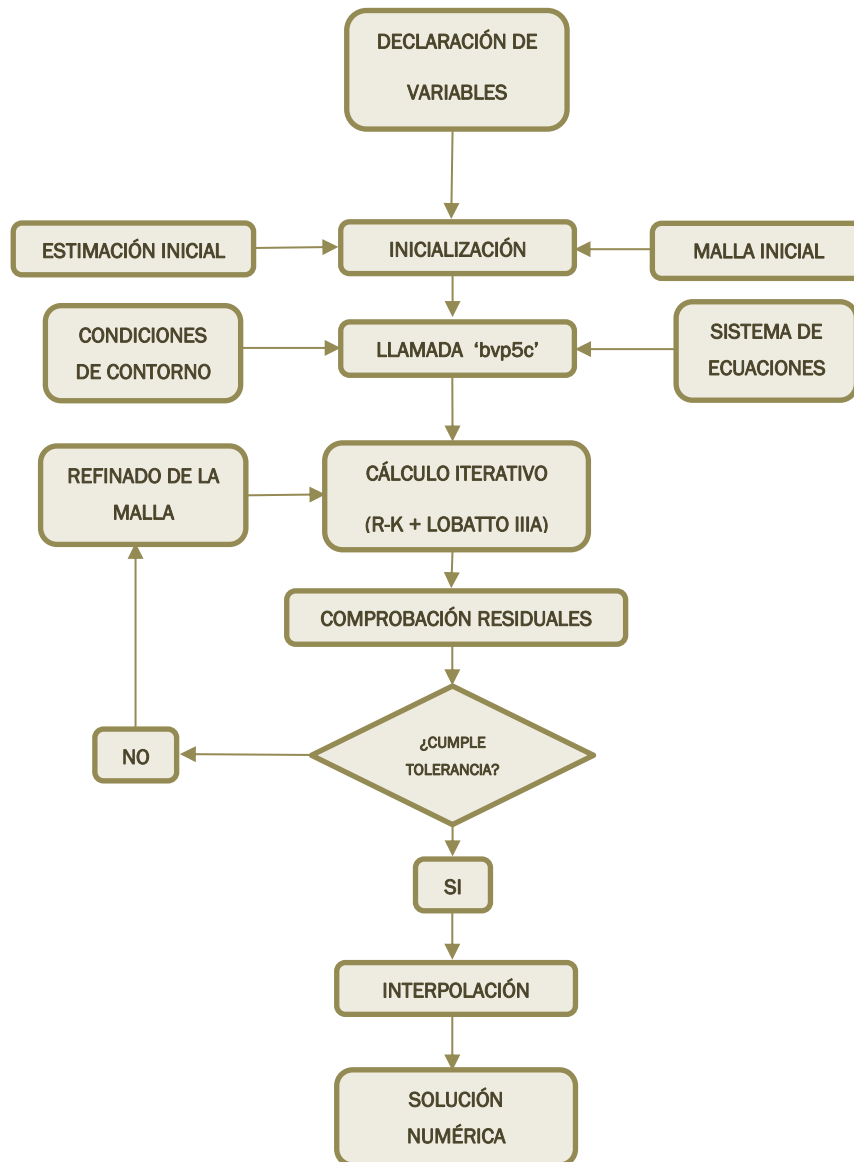 DECLARACIÓN DE
VARIABLES
ESTIMACIÓN INICIAL
INICIALIZACIÓN
MALLA INICIAL
CONDICIONES
DE CONTORNO
LLAMADA ‘bvp5c’
SISTEMA DE
ECUACIONES
REFINADO DE LA
MALLA
CÁLCULO ITERATIVO
(R-K + LOBATTO IIIA)
COMPROBACIÓN RESIDUALES
¿CUMPLE
TOLERANCIA?
NO
SI
INTERPOLACIÓN
SOLUCIÓN
NUMÉRICA